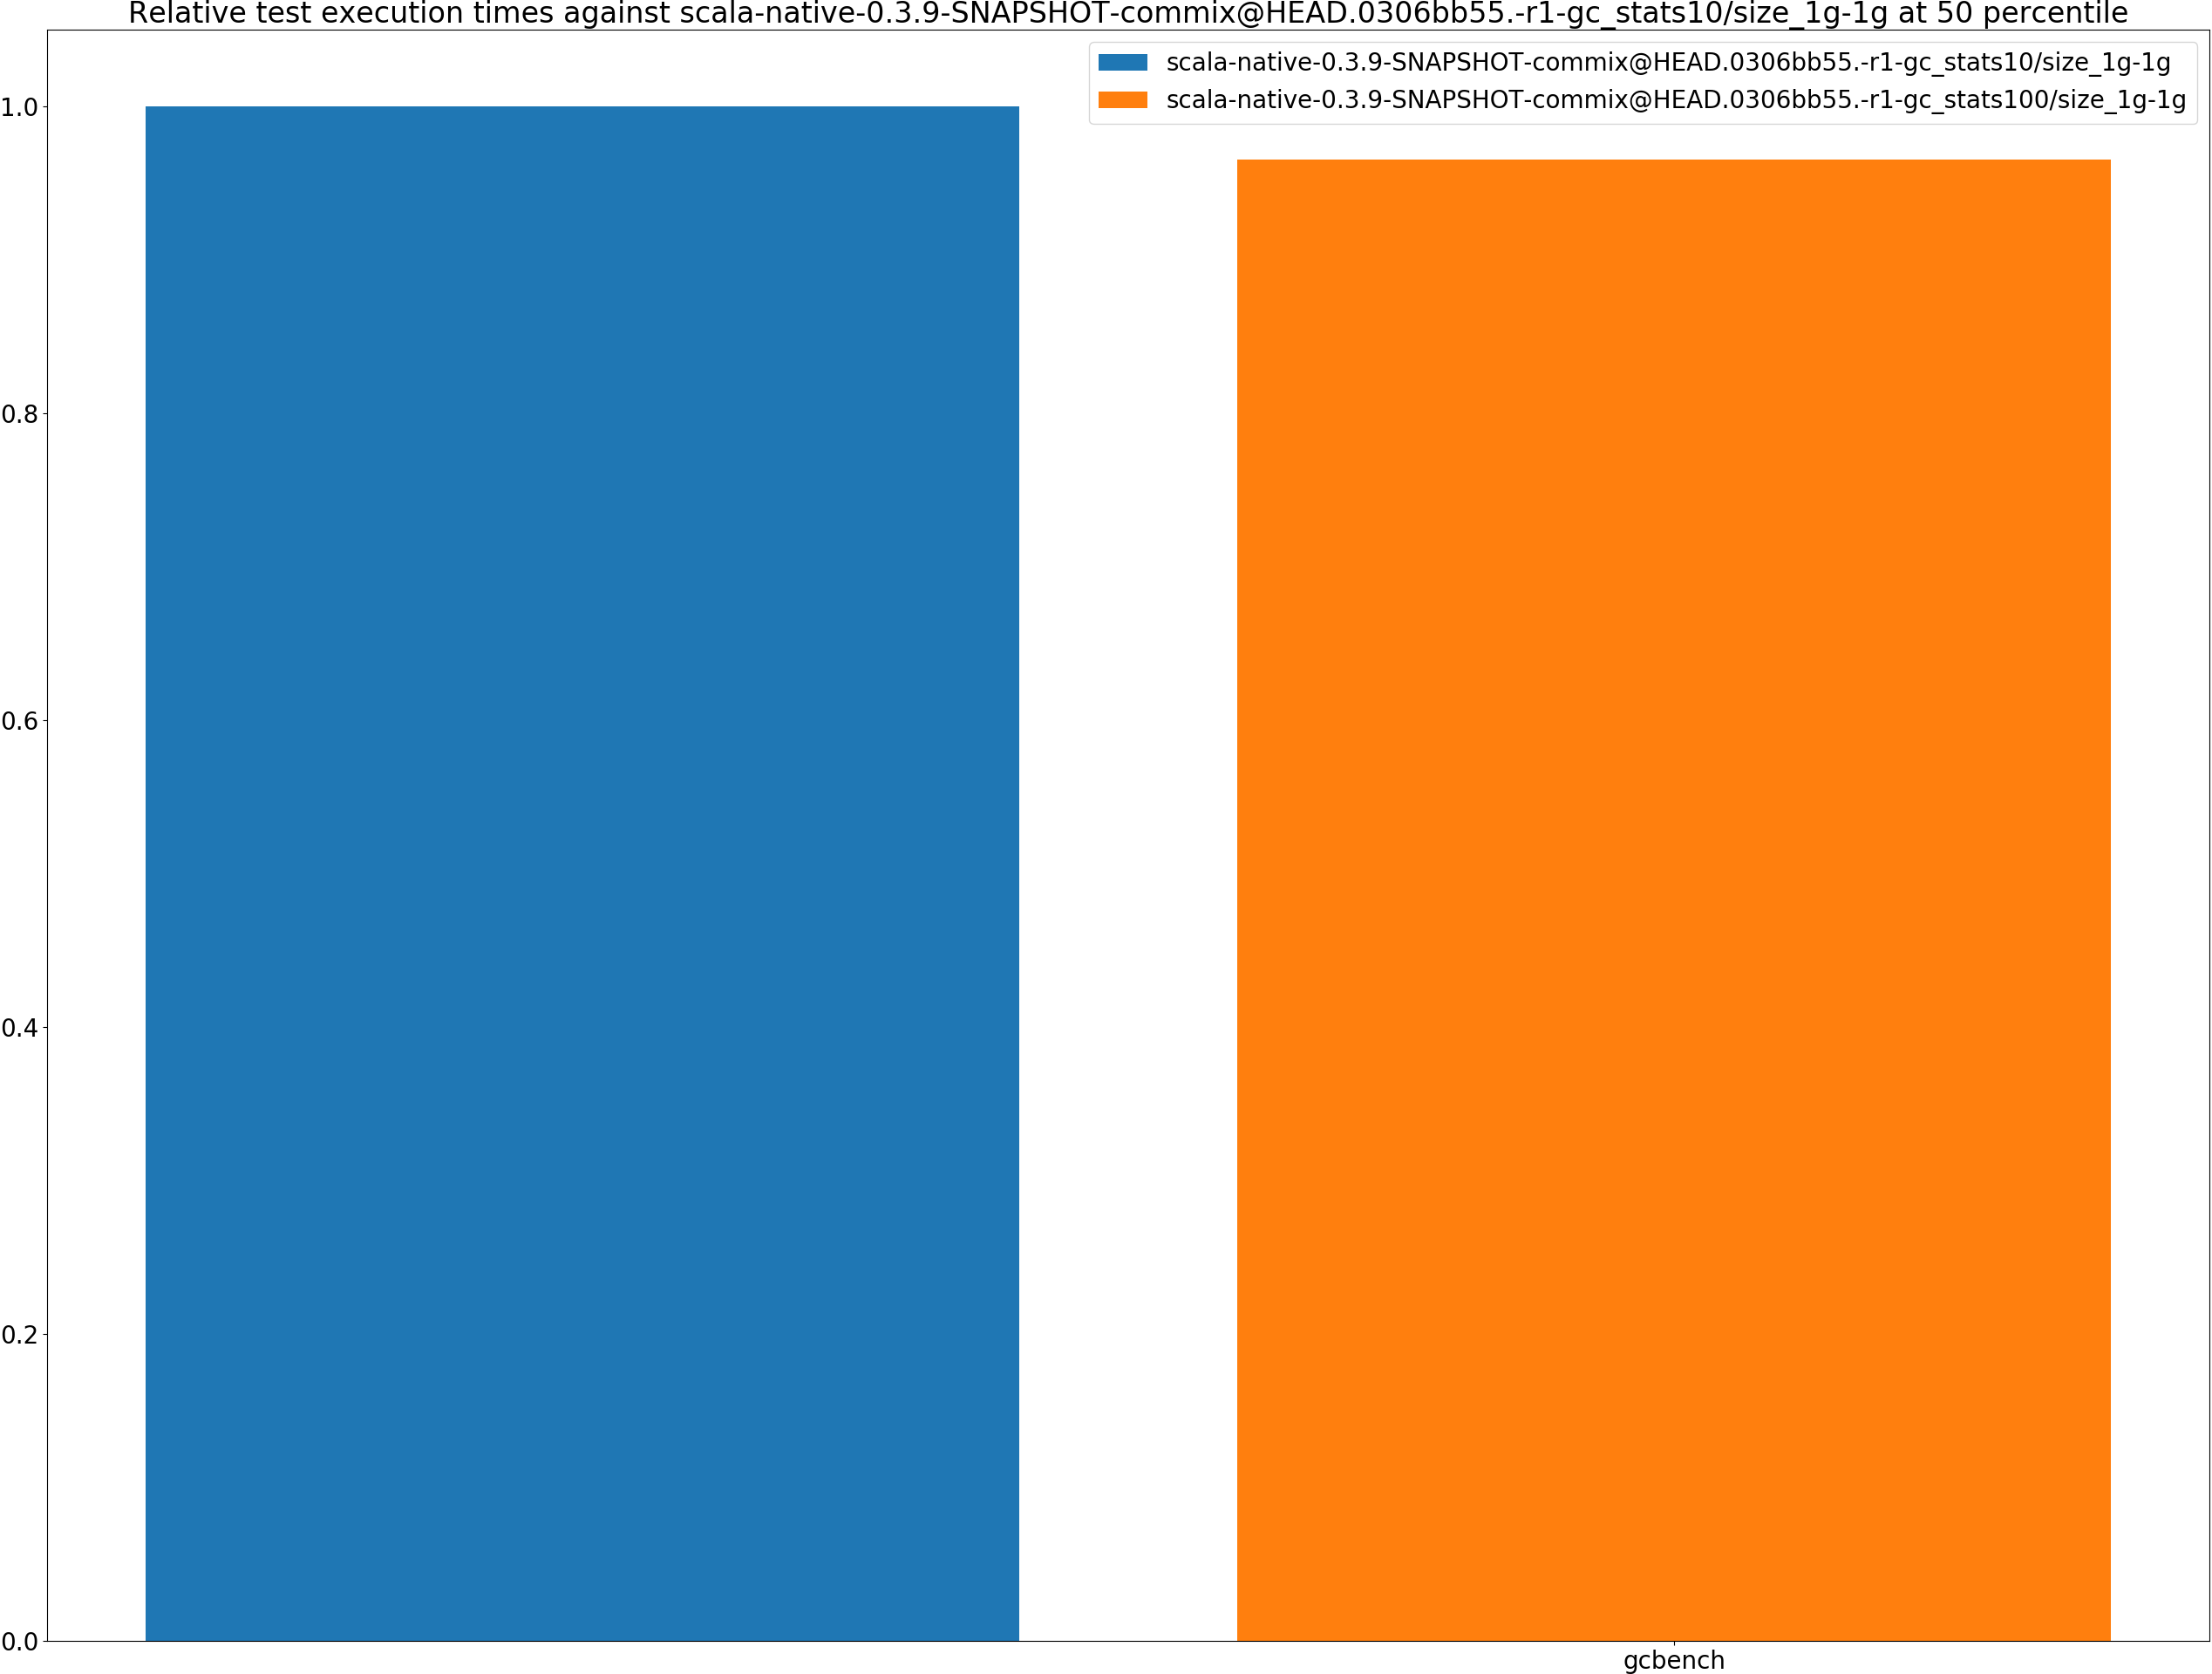 Relative test execution times against scala-native-0.3.9-SNAPSHOT-commix@HEAD.0306bb55.-r1-gc_stats10/size_1g-1g at 50 percentile
scala-native-0.3.9-SNAPSHOT-commix@HEAD.0306bb55.-r1-gc_stats10/size_1g-1g
scala-native-0.3.9-SNAPSHOT-commix@HEAD.0306bb55.-r1-gc_stats100/size_1g-1g
1.0
0.8
0.6
0.4
0.2
0.0
gcbench